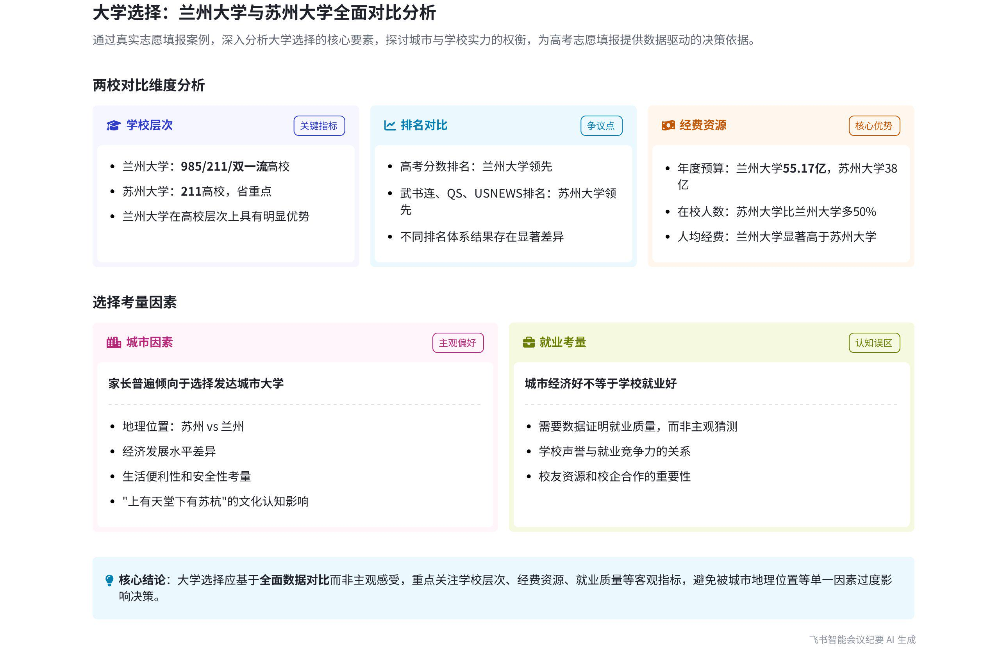 大学选择：兰州大学与苏州大学全面对比分析
通过真实志愿填报案例，深入分析大学选择的核心要素，探讨城市与学校实力的权衡，为高考志愿填报提供数据驱动的决策依据。
两校对比维度分析
学校层次
关键指标
• 兰州大学：985/211/双一流高校
• 苏州大学：211高校，省重点
• 兰州大学在高校层次上具有明显优势
排名对比
争议点
• 高考分数排名：兰州大学领先
• 武书连、QS、USNEWS排名：苏州大学领
先
• 不同排名体系结果存在显著差异
经费资源
核心优势
• 年度预算：兰州大学55.17亿，苏州大学38
亿
• 在校人数：苏州大学比兰州大学多50%
• 人均经费：兰州大学显著高于苏州大学
选择考量因素
城市因素
主观偏好
家长普遍倾向于选择发达城市大学
• 地理位置：苏州 vs 兰州
• 经济发展水平差异
• 生活便利性和安全性考量
• "上有天堂下有苏杭"的文化认知影响
就业考量
认知误区
城市经济好不等于学校就业好
• 需要数据证明就业质量，而非主观猜测
• 学校声誉与就业竞争力的关系
• 校友资源和校企合作的重要性
核心结论：大学选择应基于全面数据对比而非主观感受，重点关注学校层次、经费资源、就业质量等客观指标，避免被城市地理位置等单一因素过度影
响决策。
飞书智能会议纪要 AI 生成